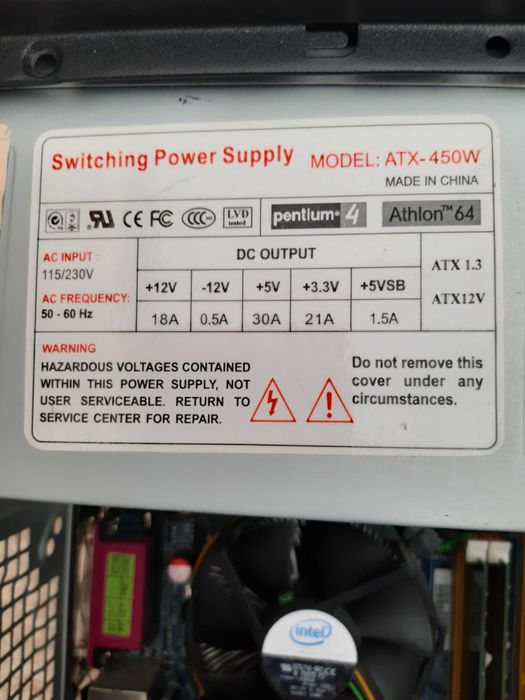 Switching Power Supply MODEL: ATX-450W
MADE IN CHINA
CE FC CCC LVD tested pentium 4 Athlon™64
AC INPUT :
115/230V
AC FREQUENCY:
50 - 60 Hz
DC OUTPUT
+12V -12V +5V +3.3V +5VSB
18A 0.5A 30A 21A 1.5A
ATX 1.3
ATX12V
WARNING
HAZARDOUS VOLTAGES CONTAINED
WITHIN THIS POWER SUPPLY, NOT
USER SERVICEABLE. RETURN TO
SERVICE CENTER FOR REPAIR.
Do not remove this
cover under any
circumstances.
intel